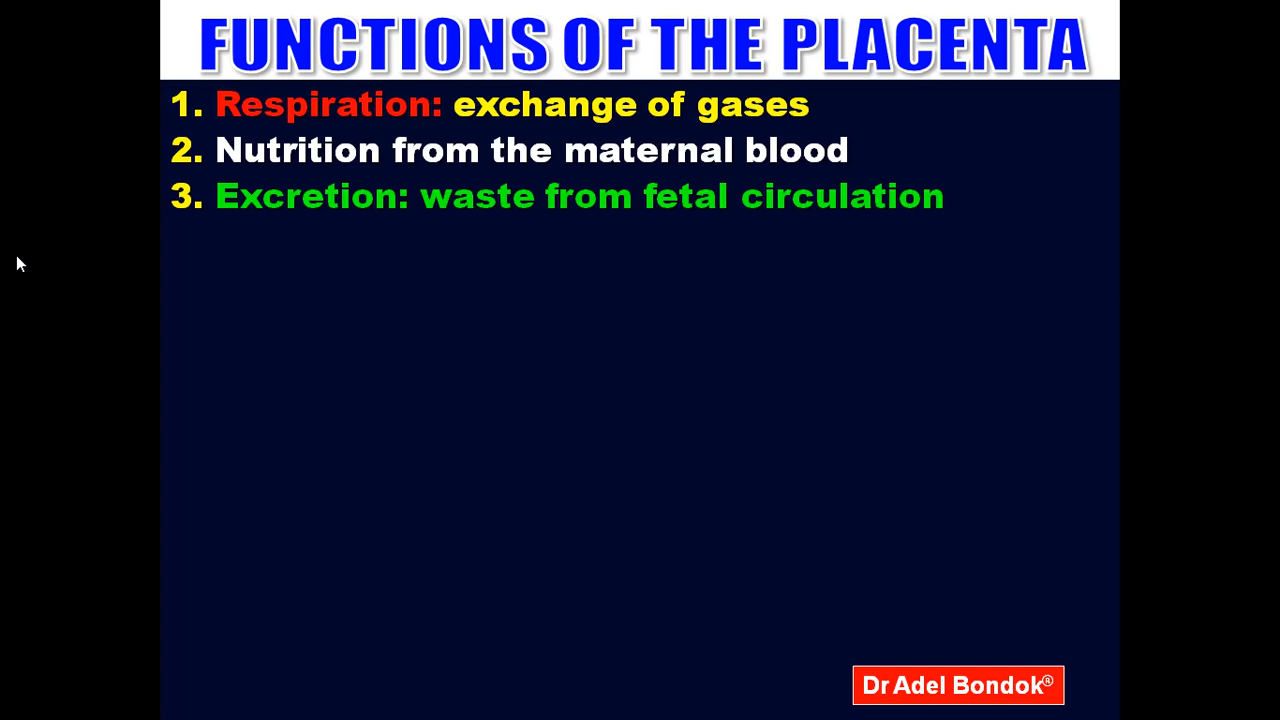 FUNCTIONS OF THE PLACENTA
1. Respiration: exchange of gases
2. Nutrition from the maternal blood
3. Excretion: waste from fetal circulation
Dr Adel Bondok®